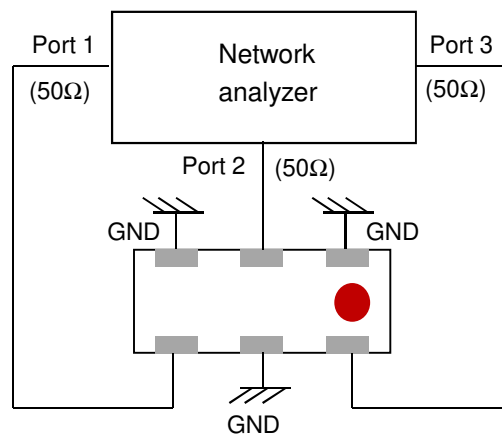 Port 1
Network
analyzer
Port 3
(50Ω)
(50Ω)
Port 2
(50Ω)
GND
GND
GND